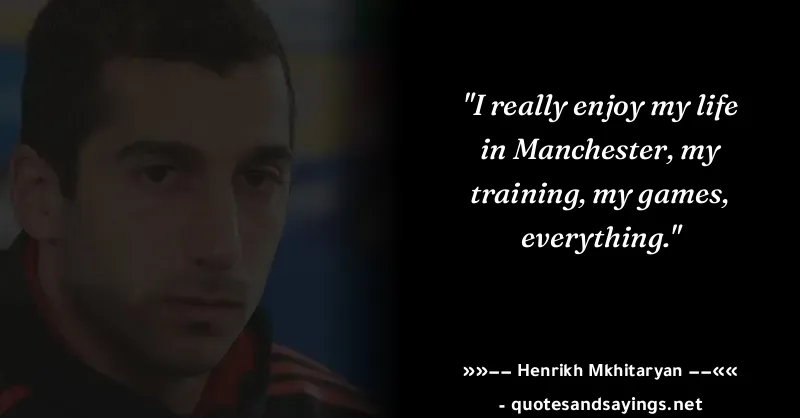 "I really enjoy my life
in Manchester, my
training, my games,
everything."
»»−− Henrikh Mkhitaryan −−««
- quotesandsayings.net